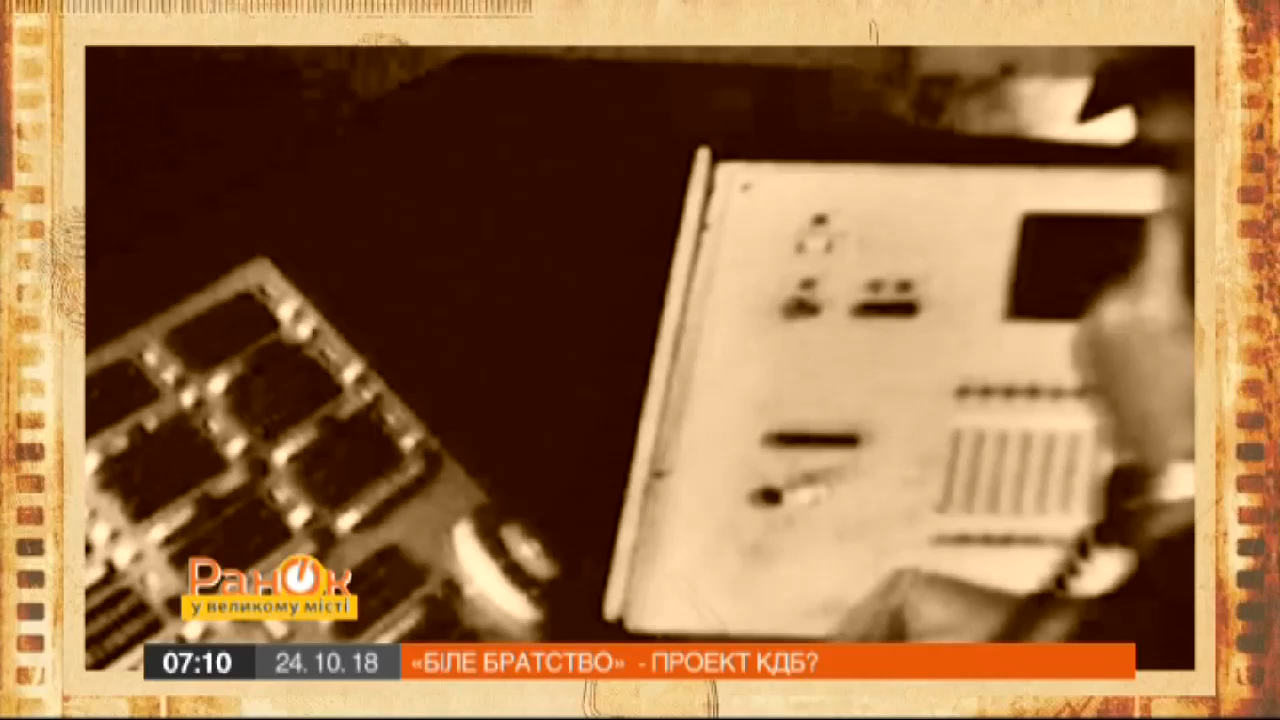 РанОк
у великому місті
07:10 24.10.18 «БІЛЕ БРАТСТВО» - ПРОЕКТ КДБ?